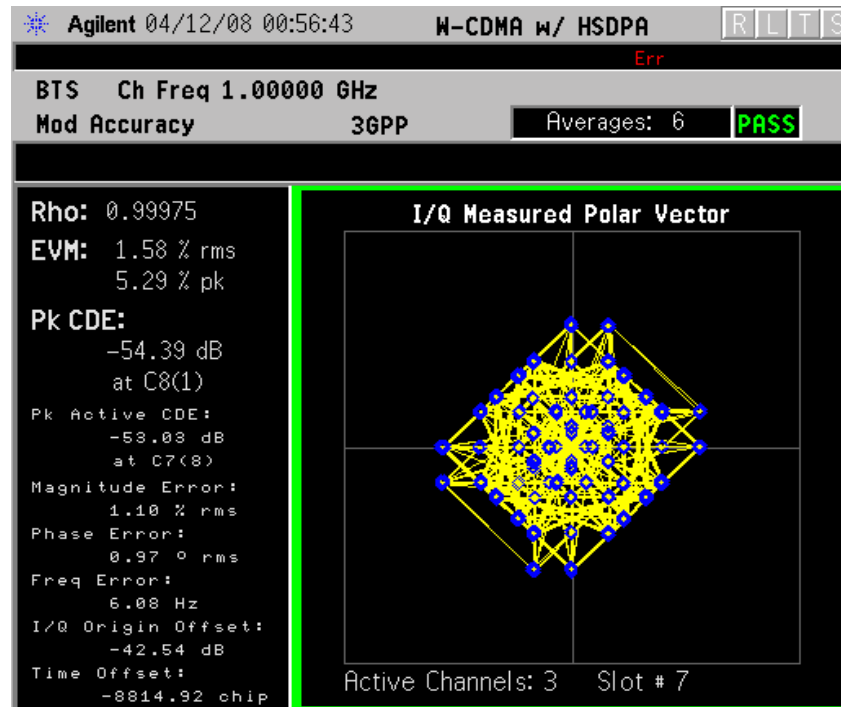 Agilent 04/12/08 00:56:43 W-CDMA w/ HSDPA R L T S
Err
BTS Ch Freq 1.00000 GHz
Mod Accuracy 3GPP Averages: 6 PASS
Rho: 0.99975
EVM: 1.58 % rms
5.29 % pk
Pk CDE:
-54.39 dB
at C8(1)
Pk Active CDE:
-53.03 dB
at C7(8)
Magnitude Error:
1.10 % rms
Phase Error:
0.97 º rms
Freq Error:
6.08 Hz
I/Q Origin Offset:
-42.54 dB
Time Offset:
-8814.92 chip
I/Q Measured Polar Vector
Active Channels: 3 Slot # 7